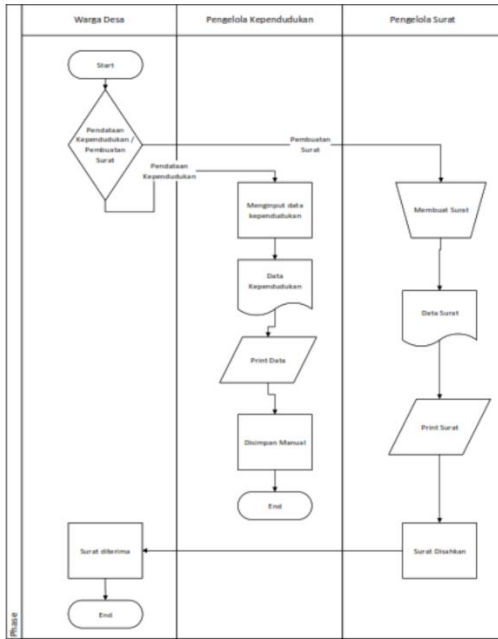 Warga Desa
Pengelola Kependudukan
Pengelola Surat
Start
Pendataan
Kependudukan /
Pembuatan
Surat
Pembuatan
Surat
Pendataan
Kependudukan
Menginput data
kependudukan
Membuat Surat
Data
Kependudukan
Data Surat
Print Data
Print Surat
Disimpan Manual
End
Surat diterima
Surat Disahkan
End
Phase